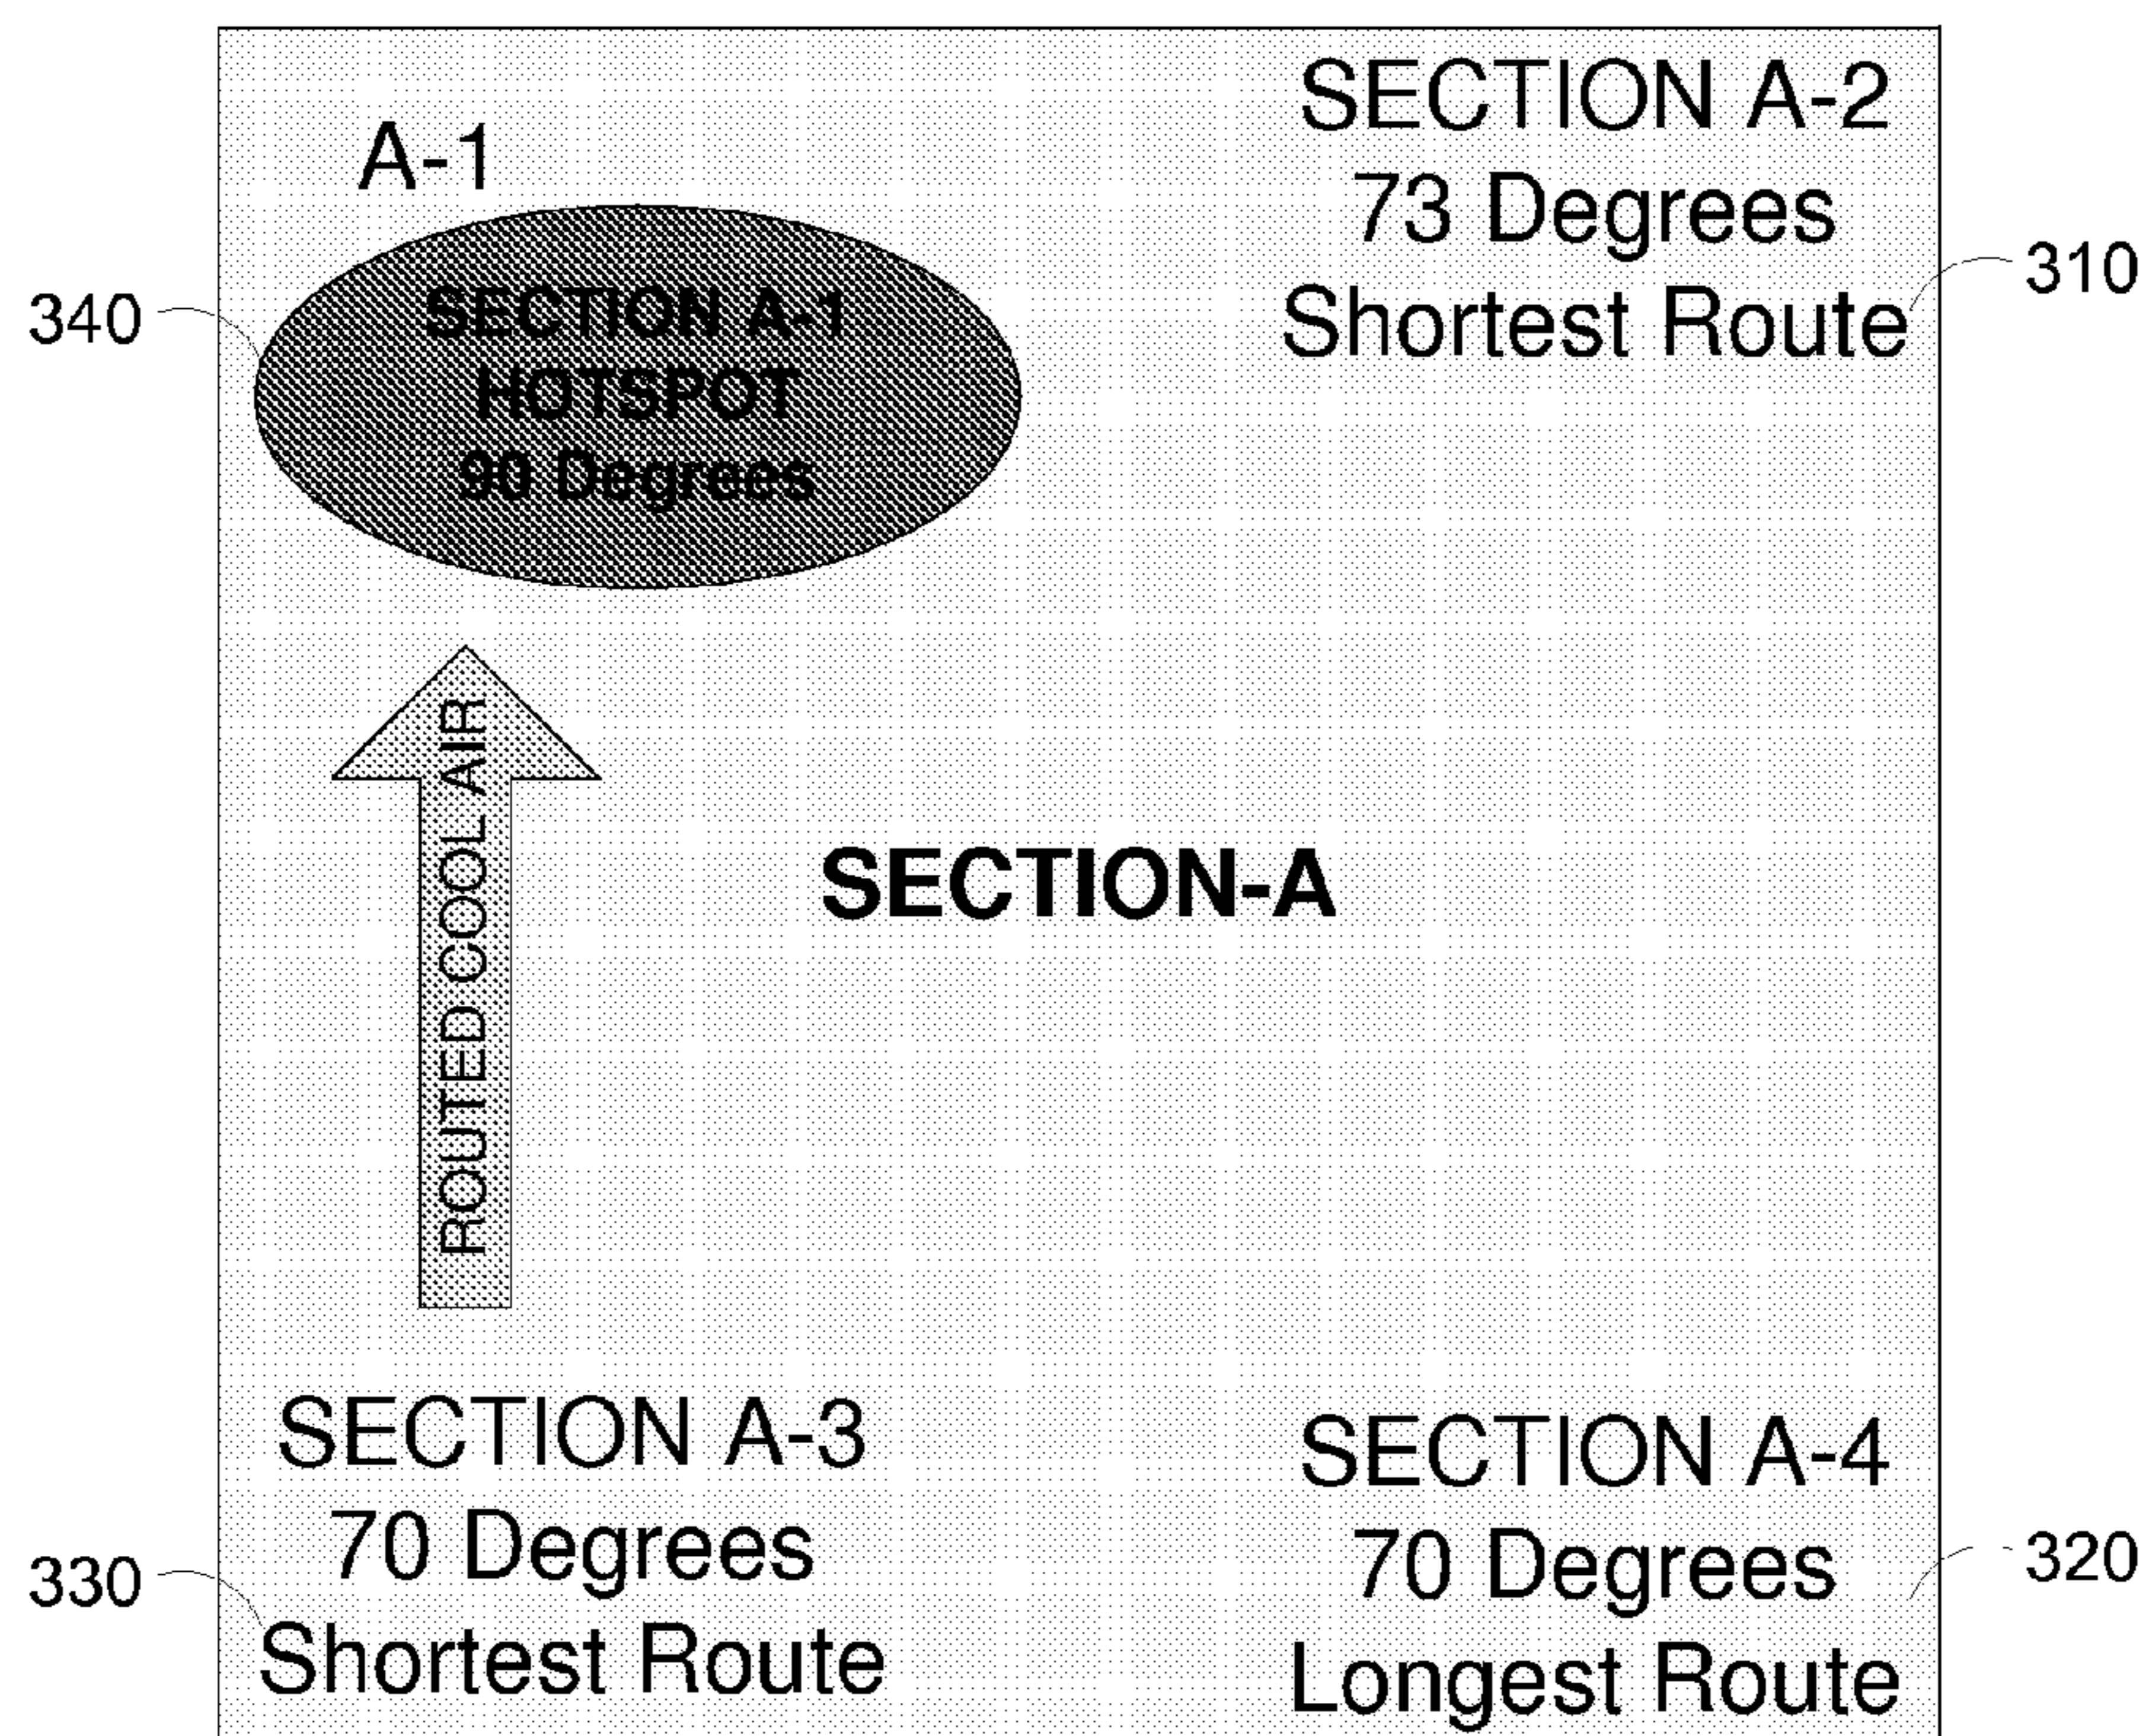 A-1
SECTION A-1
HOTSPOT
90 Degrees
340
SECTION A-2
73 Degrees
Shortest Route
310
ROUTED COOL AIR
SECTION-A
SECTION A-3
70 Degrees
Shortest Route
330
SECTION A-4
70 Degrees
Longest Route
320